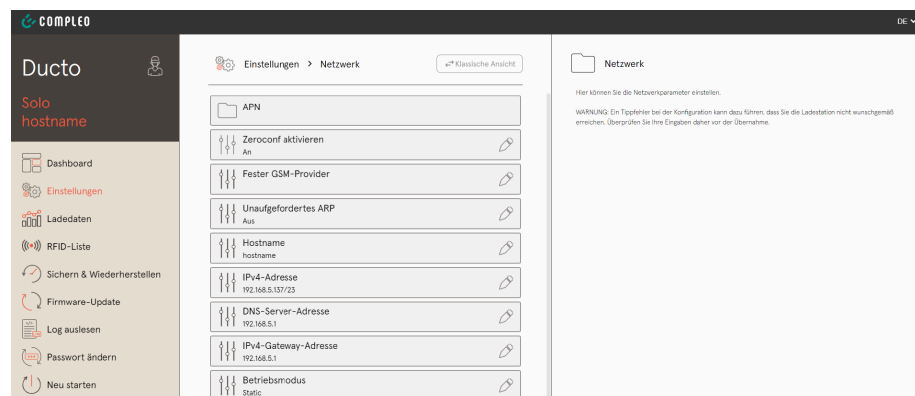 COMPLEO
DE
Ducto
Solo
hostname
Dashboard
Einstellungen
Ladedaten
RFID-Liste
Sichern & Wiederherstellen
Firmware-Update
Log auslesen
Passwort ändern
Neu starten
Einstellungen > Netzwerk
Klassische Ansicht
APN
Zeroconf aktivieren
An
Fester GSM-Provider
Unaufgefordertes ARP
Aus
Hostname
hostname
IPv4-Adresse
192.168.5.137/23
DNS-Server-Adresse
192.168.5.1
IPv4-Gateway-Adresse
192.168.5.1
Betriebsmodus
Static
Netzwerk
Hier können Sie die Netzwerkparameter einstellen.
WARNUNG: Ein Tippfehler bei der Konfiguration kann dazu führen, dass Sie die Ladestation nicht wunschgemäß
erreichen. Überprüfen Sie Ihre Eingaben daher vor der Übernahme.